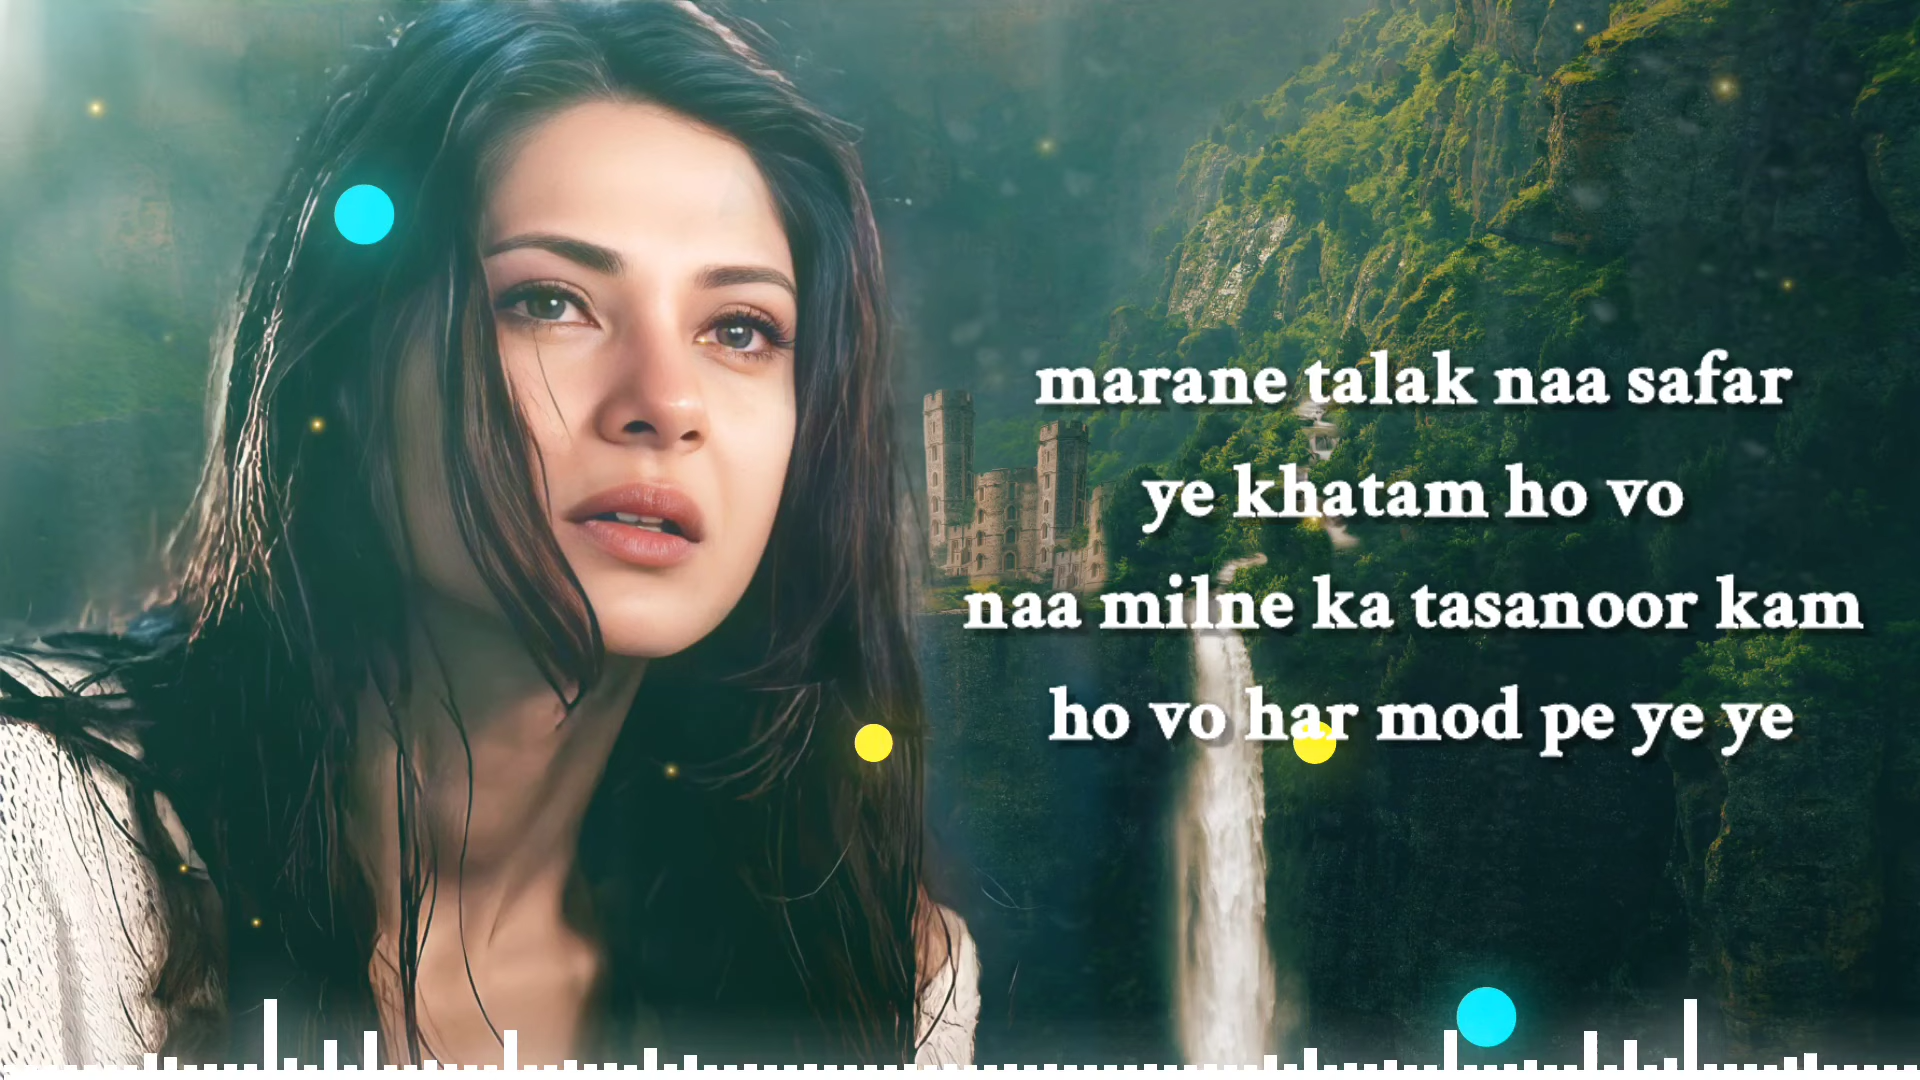 marane talak naa safar
ye khatam ho vo
naa milne ka tasanoor kam
ho vo har mod pe ye ye